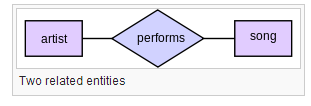 artist performs song
Two related entities